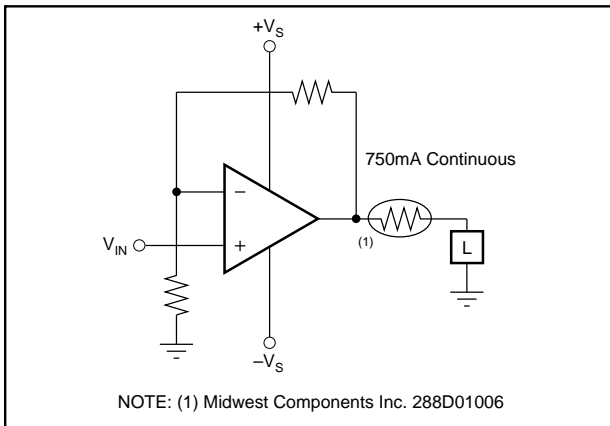 +VS
750mA Continuous
−
VIN
+
(1)
L
−VS
NOTE: (1) Midwest Components Inc. 288D01006